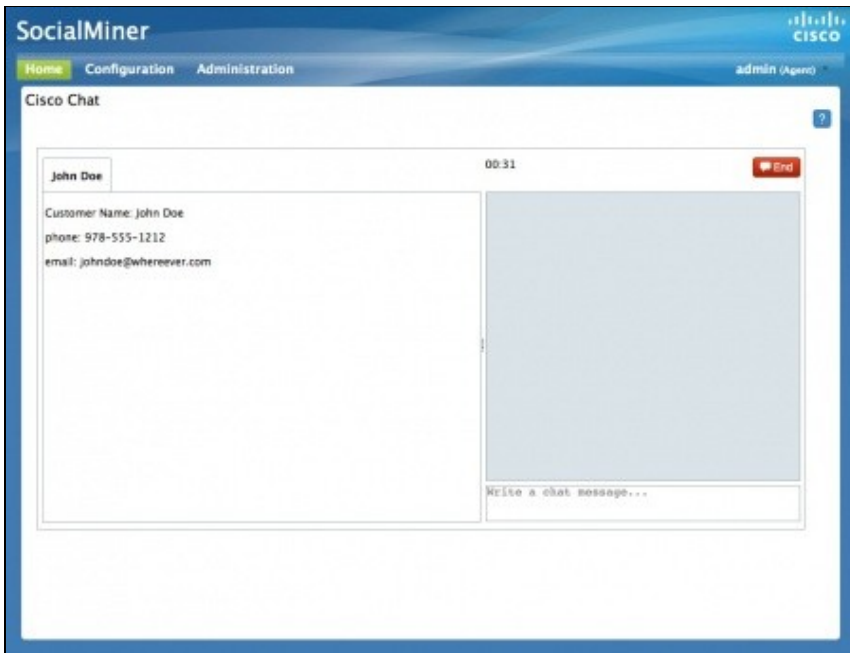 SocialMiner
CISCO
Home Configuration Administration admin (Agent)
Cisco Chat
?
John Doe 00:31 End
Customer Name: John Doe
phone: 978-555-1212
email: johndoe@whereever.com
Write a chat message...